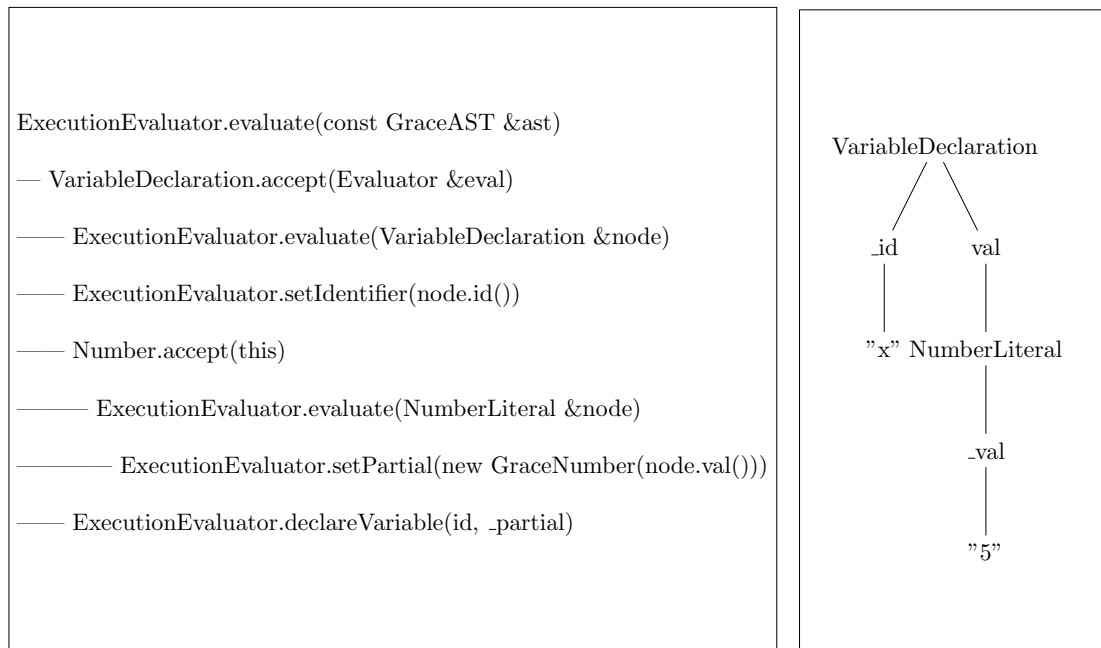 ExecutionEvaluator.evaluate(const GraceAST &ast)
— VariableDeclaration.accept(Evaluator &eval)
—— ExecutionEvaluator.evaluate(VariableDeclaration &node)
—— ExecutionEvaluator.setIdentifier(node.id())
—— Number.accept(this)
——— ExecutionEvaluator.evaluate(NumberLiteral &node)
———— ExecutionEvaluator.setPartial(new GraceNumber(node.val()))
—— ExecutionEvaluator.declareVariable(id, _partial)
VariableDeclaration
_id val
"x" NumberLiteral
_val
"5"